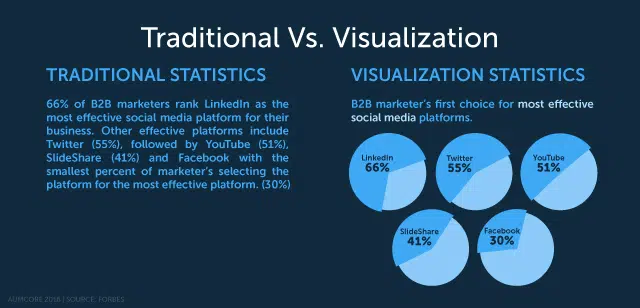 Traditional Vs. Visualization
TRADITIONAL STATISTICS
66% of B2B marketers rank LinkedIn as the
most effective social media platform for their
business. Other effective platforms include
Twitter (55%), followed by YouTube (51%),
SlideShare (41%) and Facebook with the
smallest percent of marketer's selecting the
platform for the most effective platform. (30%)
VISUALIZATION STATISTICS
B2B marketer's first choice for most effective
social media platforms.
LinkedIn
66%
Twitter
55%
YouTube
51%
SlideShare
41%
Facebook
30%
AUMCORE 2018 | SOURCE: FORBES